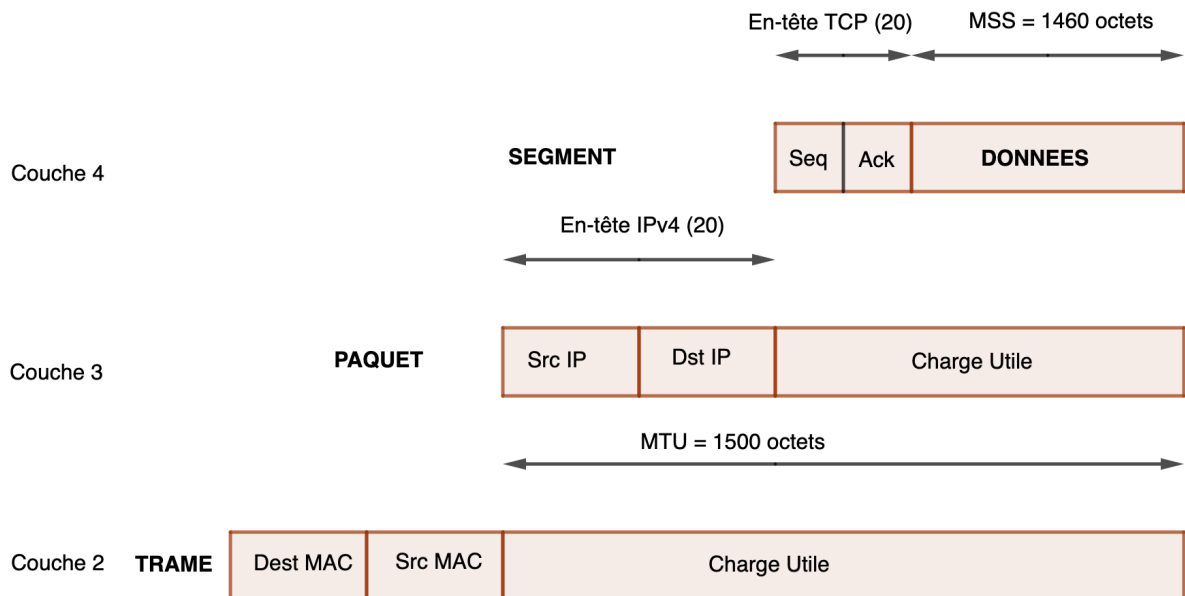 En-tête TCP (20) MSS = 1460 octets
Couche 4 SEGMENT Seq Ack DONNEES
En-tête IPv4 (20)
Couche 3 PAQUET Src IP Dst IP Charge Utile
MTU = 1500 octets
Couche 2 TRAME Dest MAC Src MAC Charge Utile